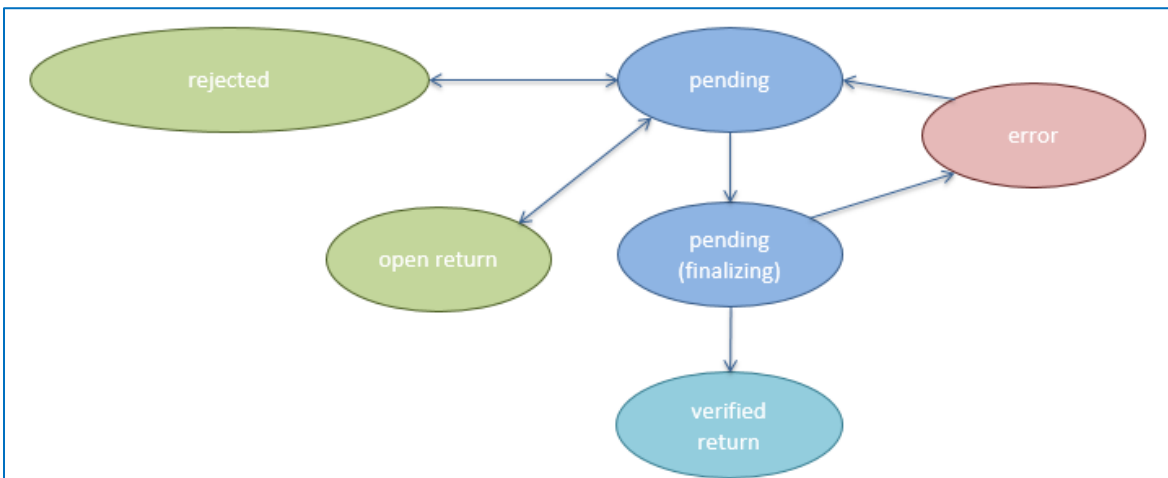 rejected
pending
error
open return
pending
(finalizing)
verified
return